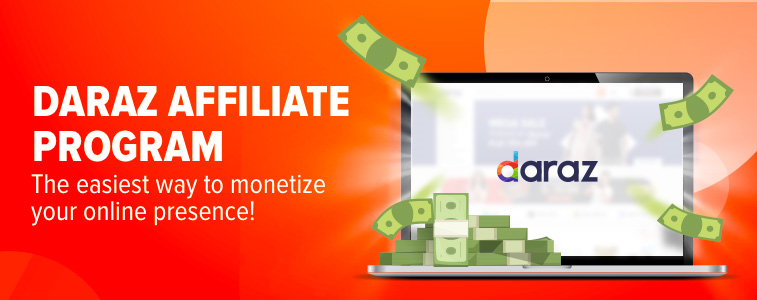 DARAZ AFFILIATE
PROGRAM
The easiest way to monetize
your online presence!
daraz